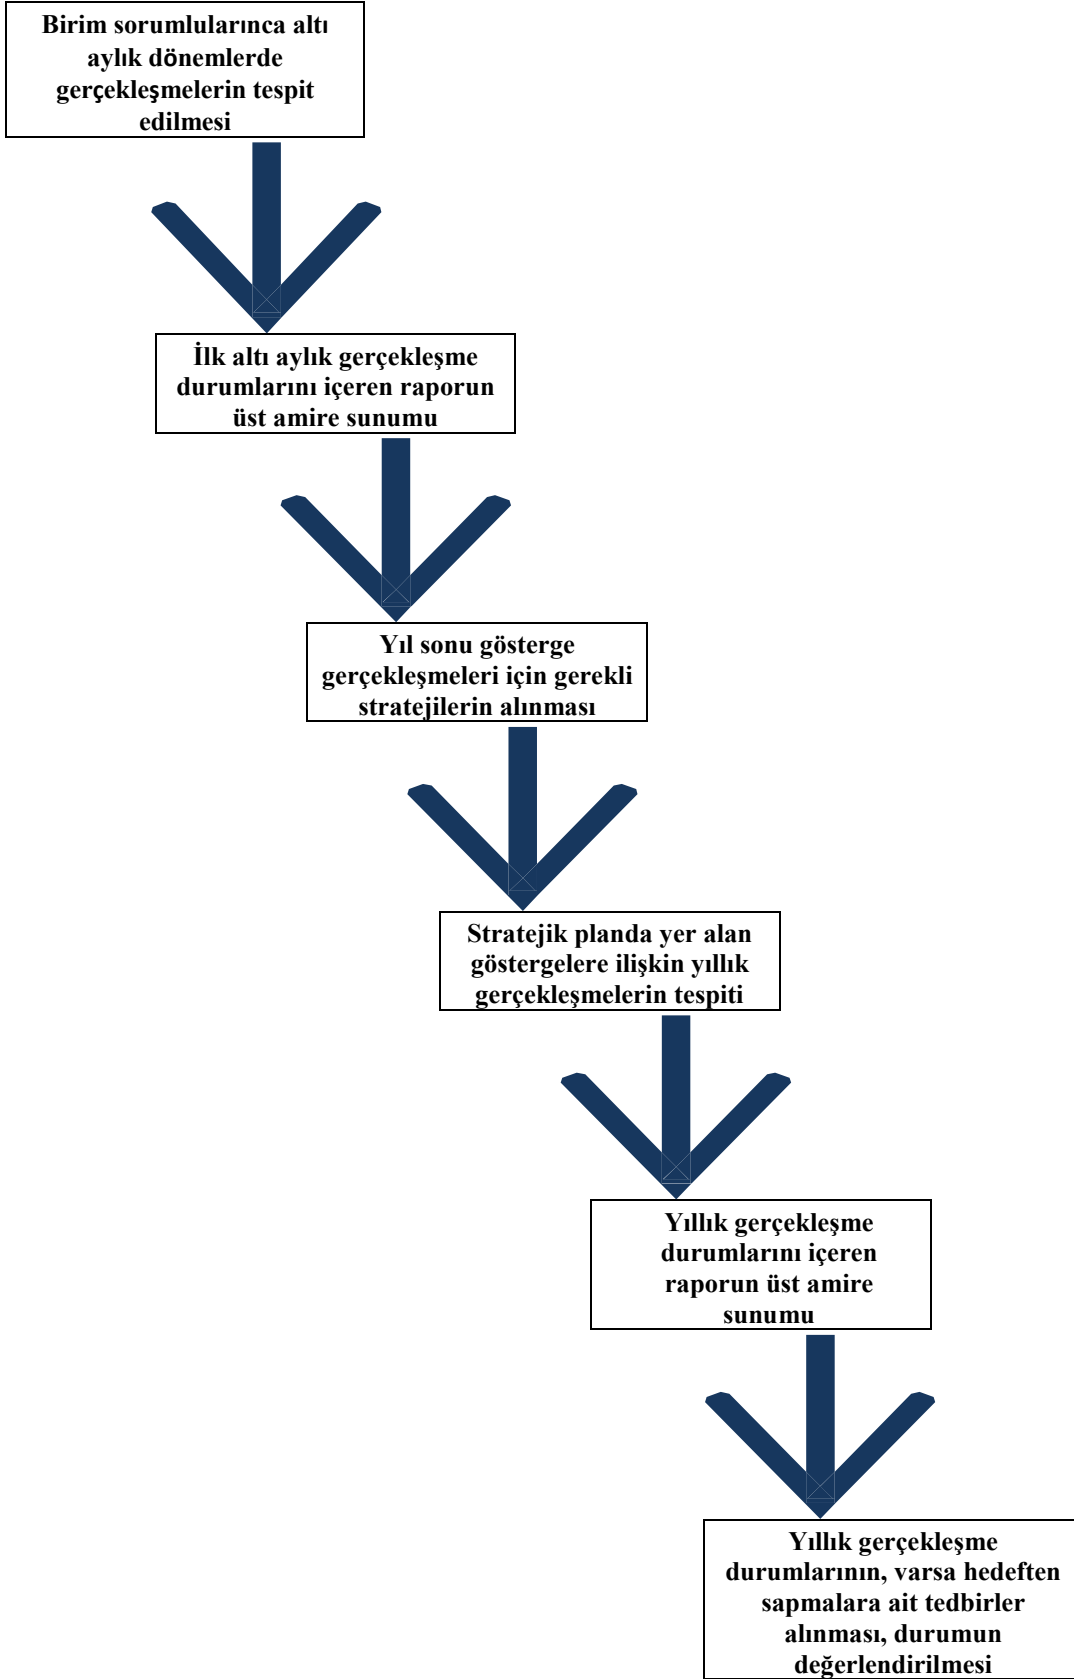 Birim sorumlularınca altı
aylık dönemlerde
gerçekleşmelerin tespit
edilmesi
İlk altı aylık gerçekleşme
durumlarını içeren raporun
üst amire sunumu
Yıl sonu gösterge
gerçekleşmeleri için gerekli
stratejilerin alınması
Stratejik planda yer alan
göstergelere ilişkin yıllık
gerçekleşmelerin tespiti
Yıllık gerçekleşme
durumlarını içeren
raporun üst amire
sunumu
Yıllık gerçekleşme
durumlarının, varsa hedeften
sapmalara ait tedbirler
alınması, durumun
değerlendirilmesi